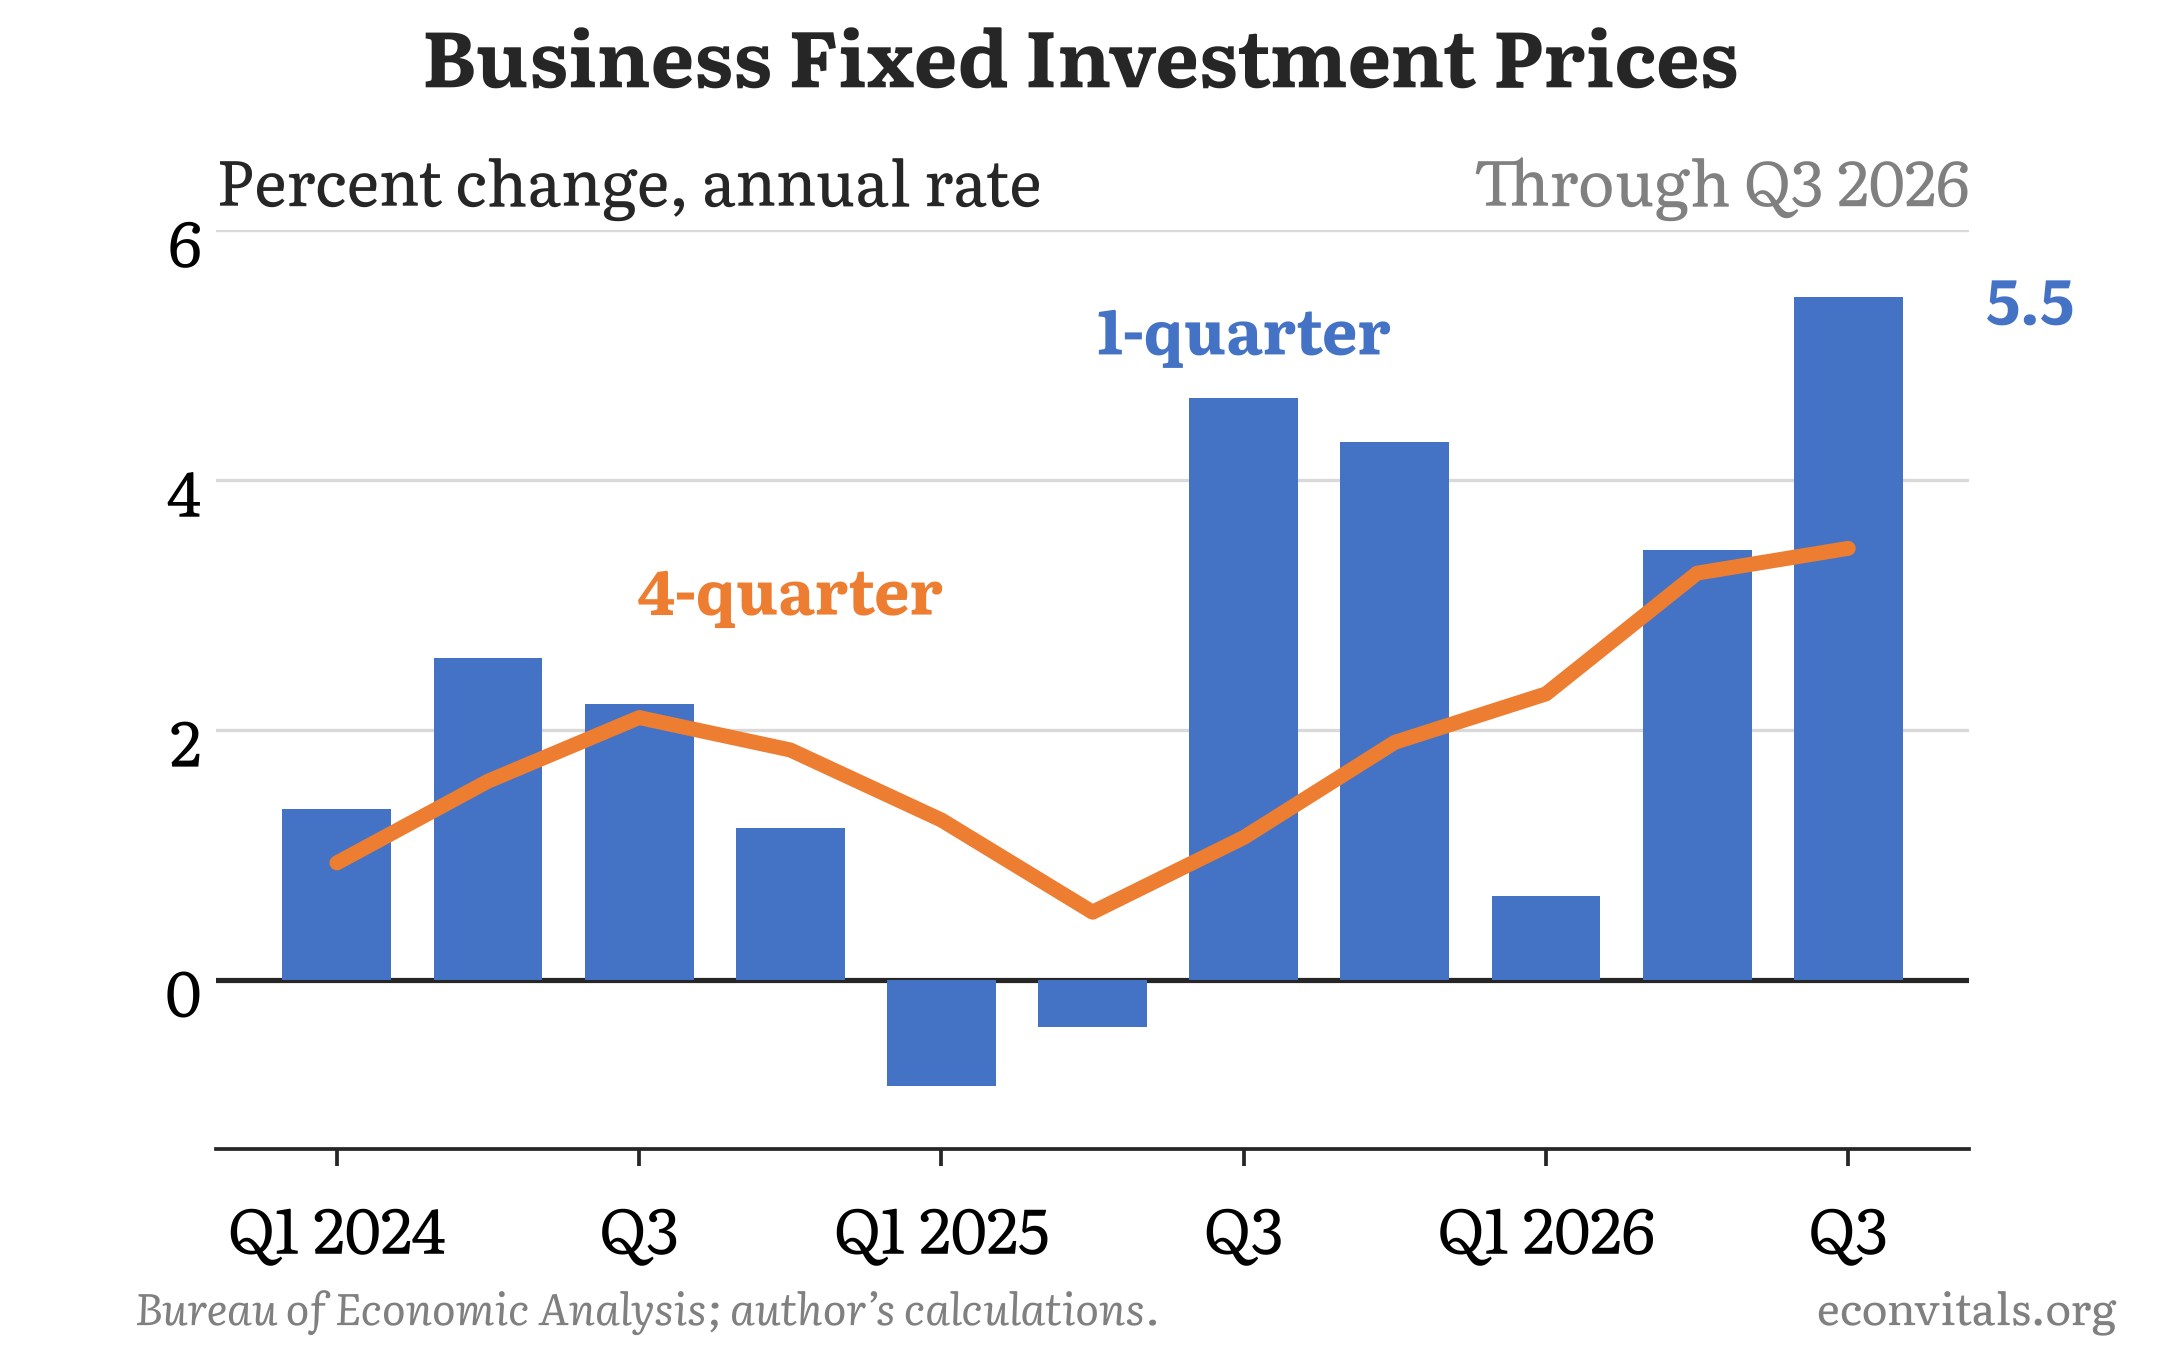 Business Fixed Investment Prices
Percent change, annual rate
Through Q3 2026
6
5.5
1-quarter
4
4-quarter
2
0
Q1 2024
Q3
Q1 2025
Q3
Q1 2026
Q3
Bureau of Economic Analysis; author’s calculations.
econvitals.org